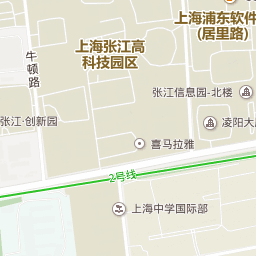 上海浦东软件
(居里路)
上海张江高
科技园区
牛
顿
路
张江信息园-北楼
张江·创新园
凌阳大
喜马拉雅
2号线
上海中学国际部